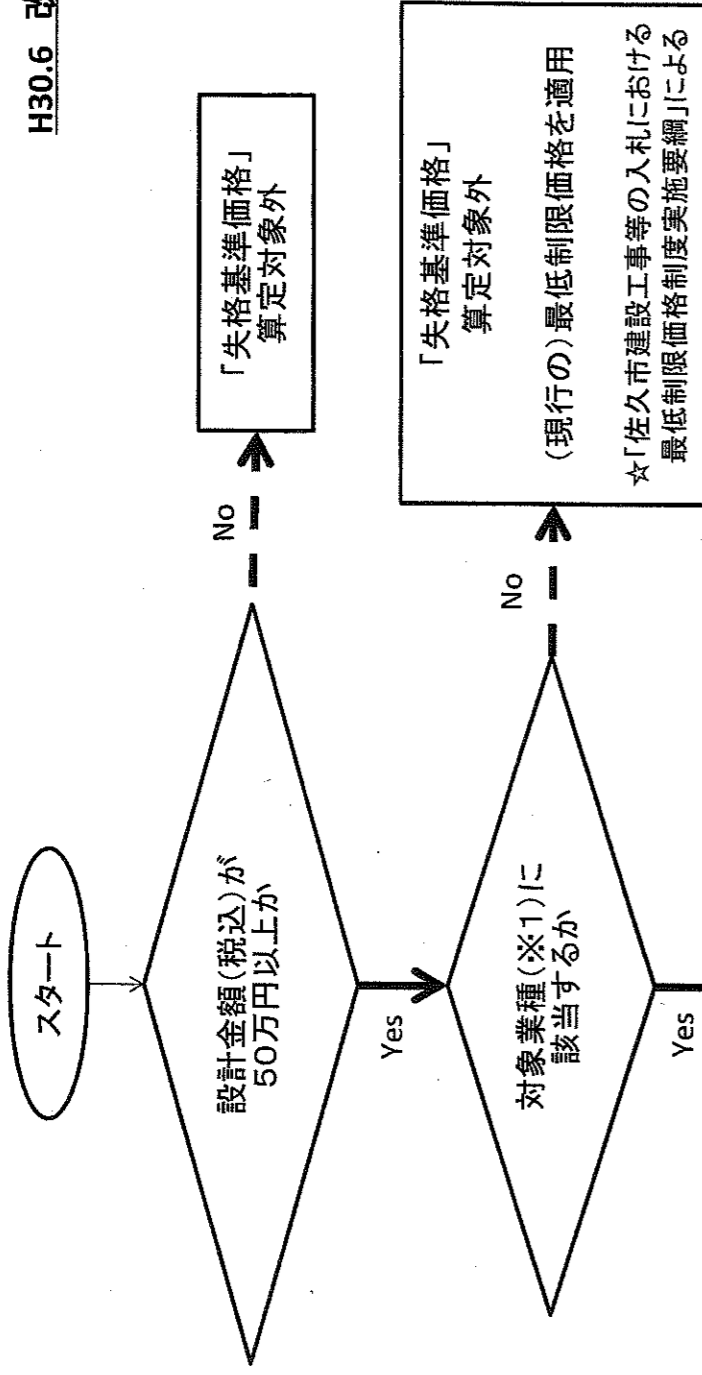 H30.6
スタート
設計金額(税込)が
50万円以上か
No
「失格基準価格」
算定対象外
Yes
対象業種(※1)に
該当するか
No
「失格基準価格」
算定対象外
(現行の)最低制限価格を適用
☆「佐久市建設工事等の入札における
最低制限価格制度実施要綱」による
Yes